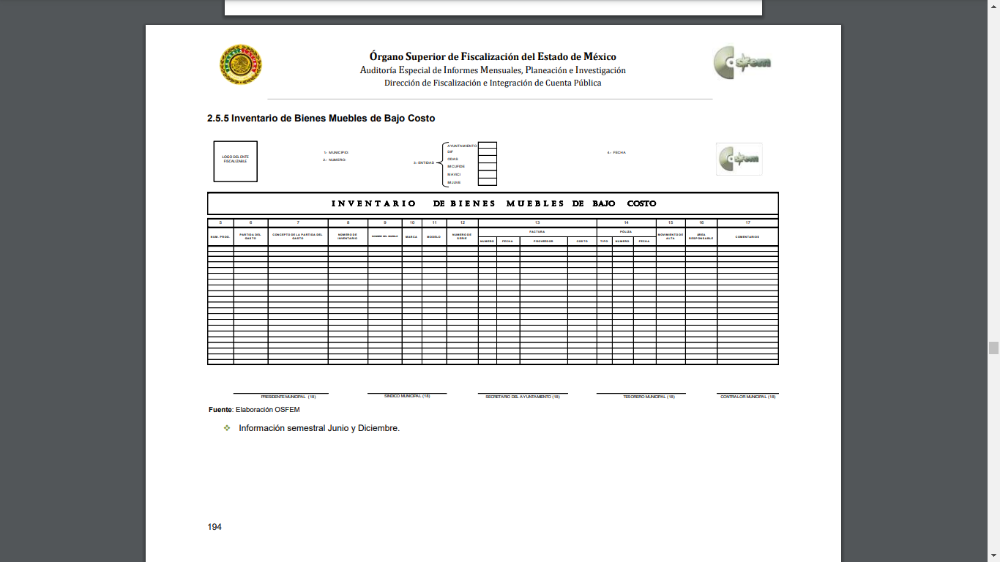 Órgano Superior de Fiscalización del Estado de México
Auditoría Especial de Informes Mensuales, Planeación e Investigación
Dirección de Fiscalización e Integración de Cuenta Pública
osfem
2.5.5 Inventario de Bienes Muebles de Bajo Costo
LOGO DEL ENTE
FISCALIZABLE
1.- MUNICIPIO:
2.- NUMERO:
3.-ENTIDAD
AYUNTAMIENTO
DIF
ODAS
IMCUFIDE
MAVICI
IMJUVE
4.- FECHA
osfem
INVENTARIO DE BIENES MUEBLES DE BAJO COSTO
5 6 7 8 9 10 11 12 13 14 15 16 17
NUM. PROG.
PARTIDA DEL
GASTO
CONCEPTO DE LA PARTIDA DEL
GASTO
NÚMERO DE
INVENTARIO
NOMBRE DEL MUEBLE
MARCA
MODELO
NUMERO DE
SERIE
FACTURA
NUMERO FECHA PROVEEDOR COSTO
PÓLIZA
TIPO NUMERO FECHA
MOVIMIENTO DE
ALTA
ÁREA
RESPONSABLE
COMENTARIOS
PRESIDENTE MUNICIPAL (18)
SINDICO MUNICIPAL (18)
SECRETARIO DEL AYUNTAMIENTO (18)
TESORERO MUNICIPAL (18)
CONTRALOR MUNICIPAL (18)
Fuente: Elaboración OSFEM
Información semestral Junio y Diciembre.
194